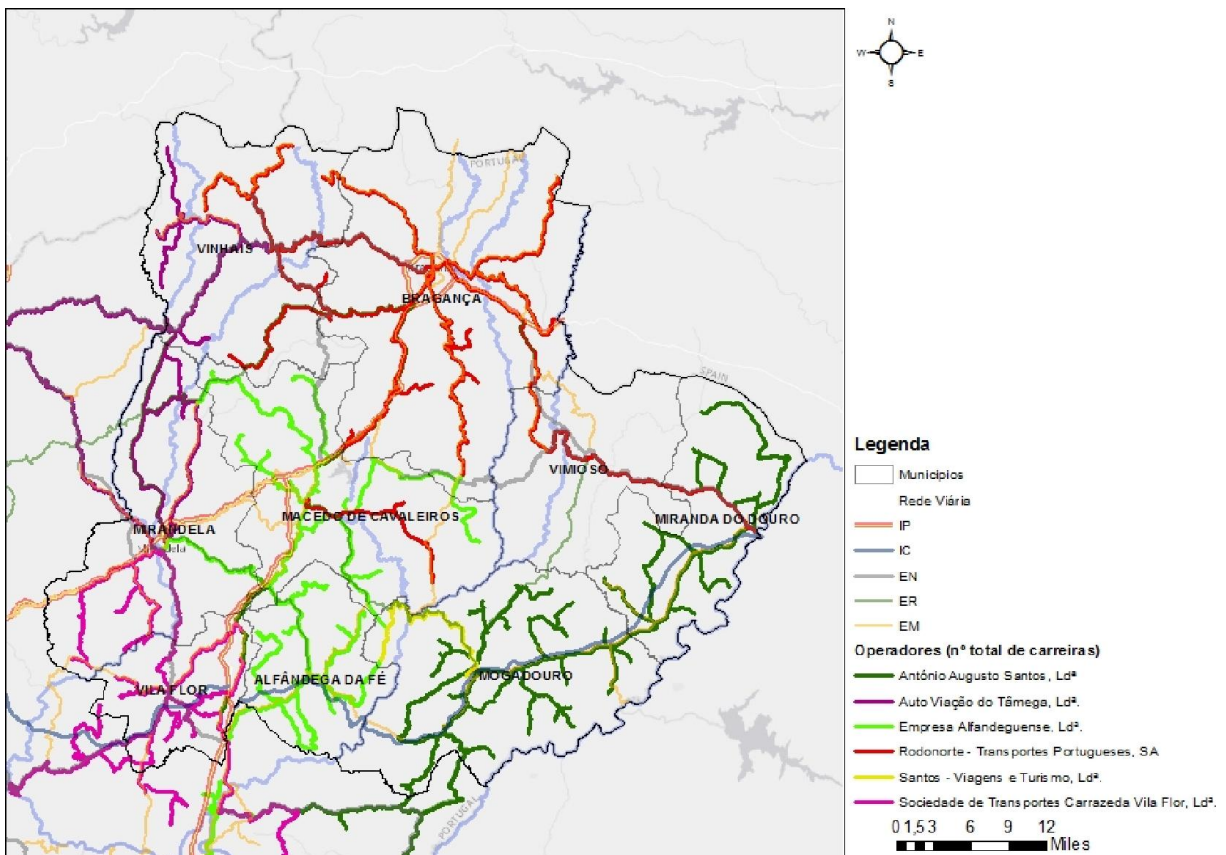 N
W E
S
PORTUGAL
VINHAIS
BRAGANÇA
SPAIN
VIMIOSO
MIRANDELA
MACEDO DE CAVALEIROS
MIRANDA DO DOURO
VILA FLOR
ALFÂNDEGA DA FÉ
MOGADOURO
PORTUGAL
Legenda
Municípios
Rede Viária
IP
IC
EN
ER
EM
Operadores (nº total de carreiras)
António Augusto Santos, Ldª
Auto Viação do Tâmega, Ldª.
Empresa Alfandeguense, Ldª.
Rodonorte - Transportes Portugueses, SA
Santos - Viagens e Turismo, Ldª.
Sociedade de Transportes Carrazeda Vila Flor, Ldª.
0 1,5 3 6 9 12
Miles